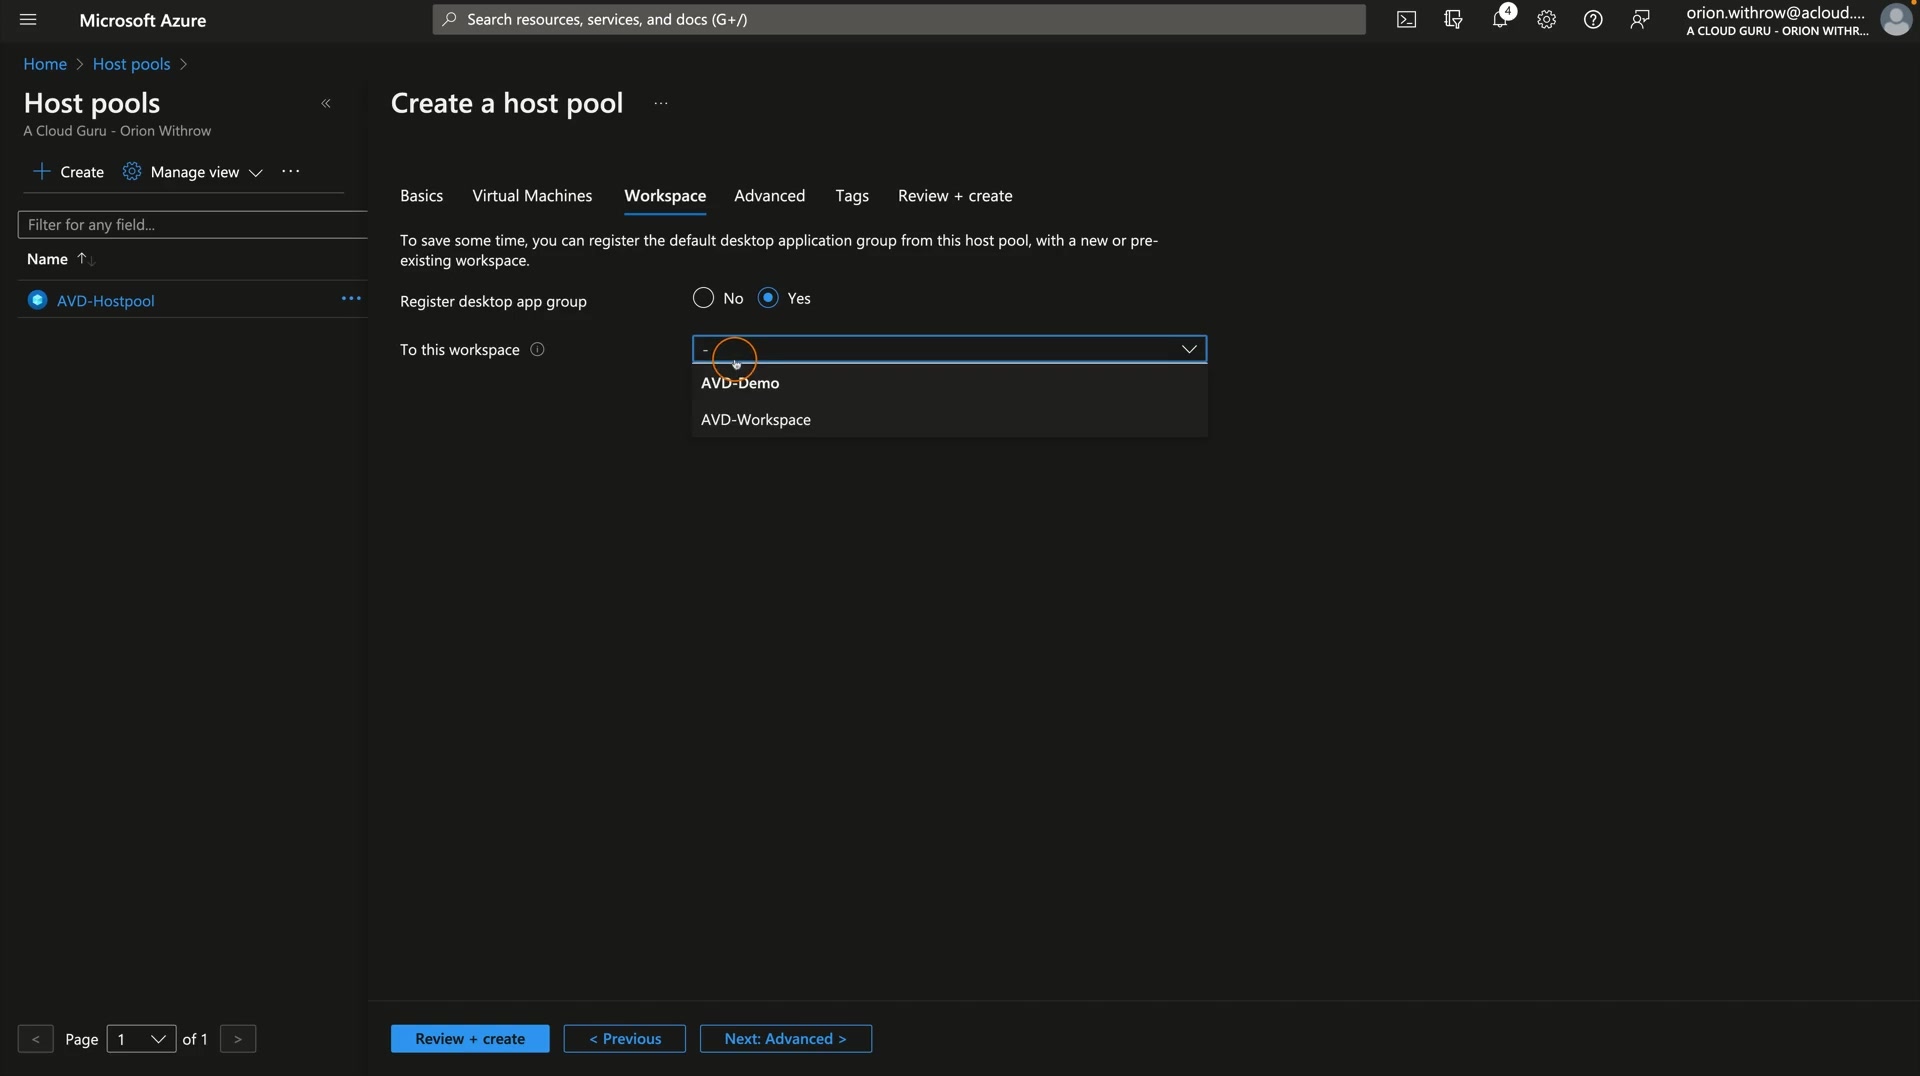 Microsoft Azure
Search resources, services, and docs (G+/)
4
orion.withrow@acloud....
A CLOUD GURU - ORION WITHR...
Home > Host pools >
Host pools
«
A Cloud Guru - Orion Withrow
+ Create
Manage view
...
Filter for any field...
Name ↑↓
AVD-Hostpool
...
Create a host pool
...
Basics
Virtual Machines
Workspace
Advanced
Tags
Review + create
To save some time, you can register the default desktop application group from this host pool, with a new or pre-
existing workspace.
Register desktop app group
No
Yes
To this workspace
-
AVD-Demo
AVD-Workspace
< Page 1 of 1 >
Review + create
< Previous
Next: Advanced >